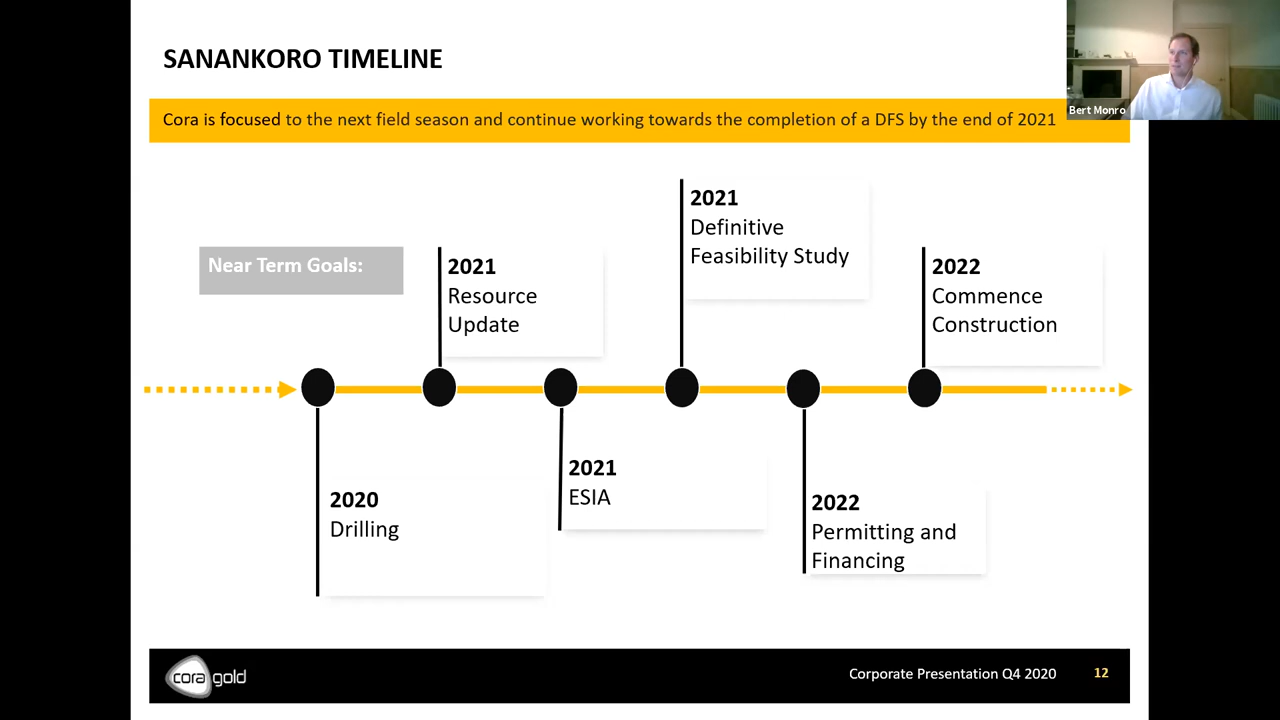 SANANKORO TIMELINE
Bert Monro
Cora is focused to the next field season and continue working towards the completion of a DFS by the end of 2021
Near Term Goals:
2021
Resource
Update
2021
Definitive
Feasibility Study
2022
Commence
Construction
2020
Drilling
2021
ESIA
2022
Permitting and
Financing
cora gold
Corporate Presentation Q4 2020
12